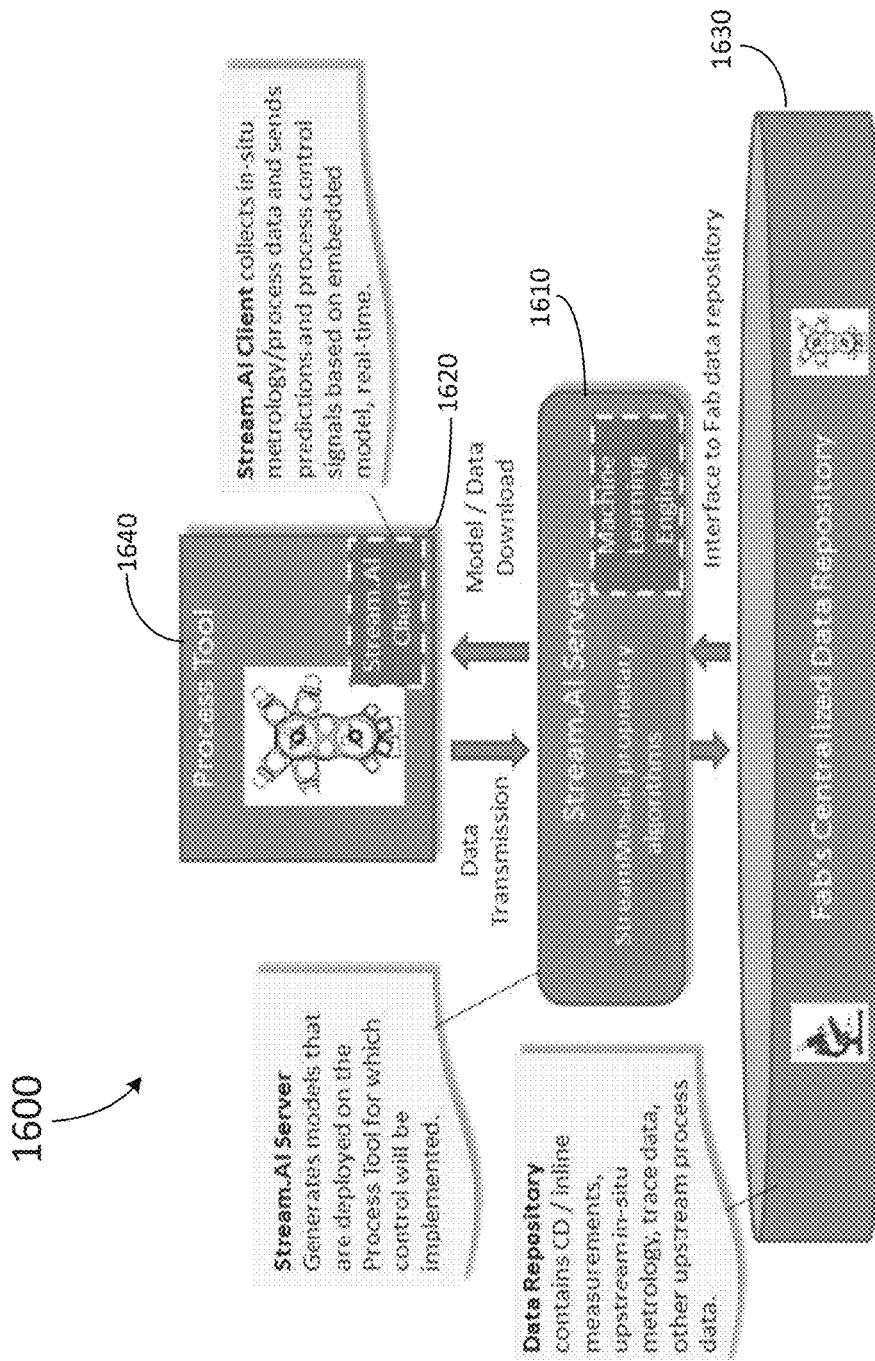 1600
Stream.AI Server
Generates models that
are deployed on the
Process Tool for which
control will be
implemented.
Process Tool
1640
Stream.AI
Client
1620
Stream.AI Client collects in-situ
metrology/process data and sends
predictions and process control
signals based on embedded
model, real-time.
Data
Transmission
Model / Data
Download
Data Repository
contains CD / inline
measurements,
upstream in-situ
metrology, trace data,
other upstream process
data.
Stream.AI Server
proprietary
algorithms
Machine
Learning
Engine
1610
Interface to Fab data repository
Fab's Centralized Data Repository
1630